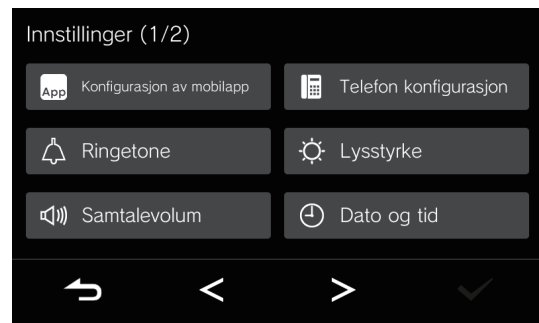 Innstillinger (1/2)
App Konfigurasjon av mobilapp
Telefon konfigurasjon
Ringetone
Lysstyrke
Samtalevolum
Dato og tid